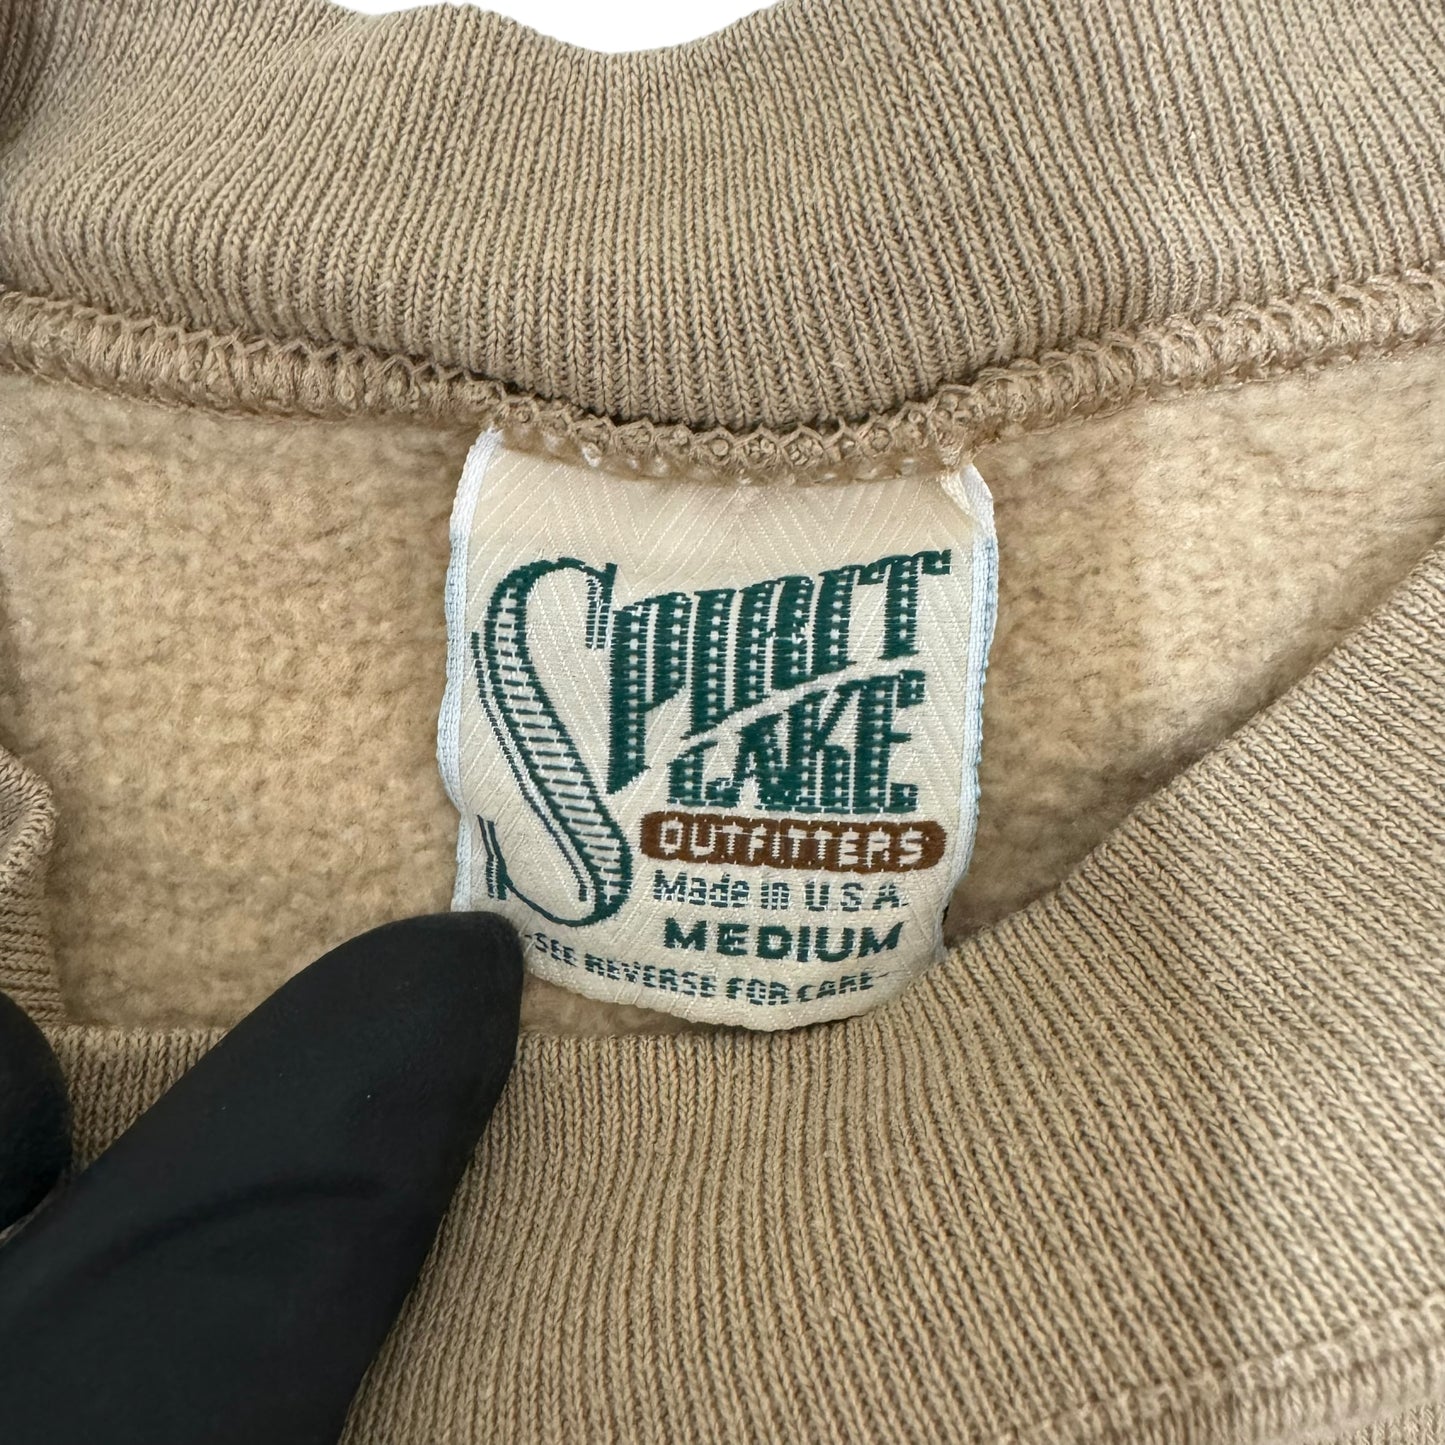 SPIRIT
LAKE
OUTFITTERS
Made in U.S.A.
MEDIUM
-SEE REVERSE FOR CARE-